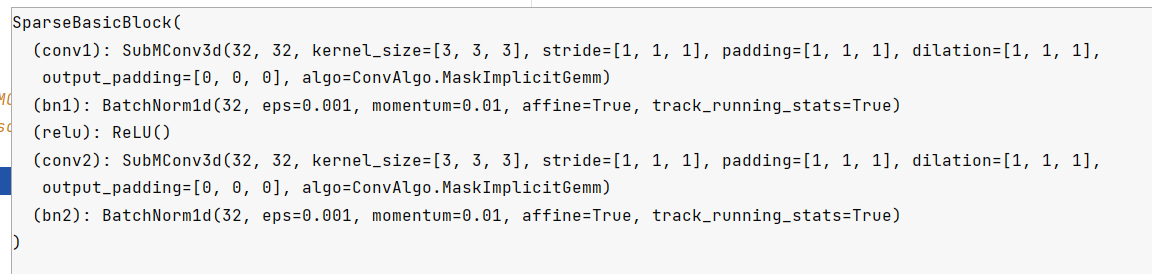 SparseBasicBlock(
(conv1): SubMConv3d(32, 32, kernel_size=[3, 3, 3], stride=[1, 1, 1], padding=[1, 1, 1], dilation=[1, 1, 1],
output_padding=[0, 0, 0], algo=ConvAlgo.MaskImplicitGemm)
(bn1): BatchNorm1d(32, eps=0.001, momentum=0.01, affine=True, track_running_stats=True)
(relu): ReLU()
(conv2): SubMConv3d(32, 32, kernel_size=[3, 3, 3], stride=[1, 1, 1], padding=[1, 1, 1], dilation=[1, 1, 1],
output_padding=[0, 0, 0], algo=ConvAlgo.MaskImplicitGemm)
(bn2): BatchNorm1d(32, eps=0.001, momentum=0.01, affine=True, track_running_stats=True)
)